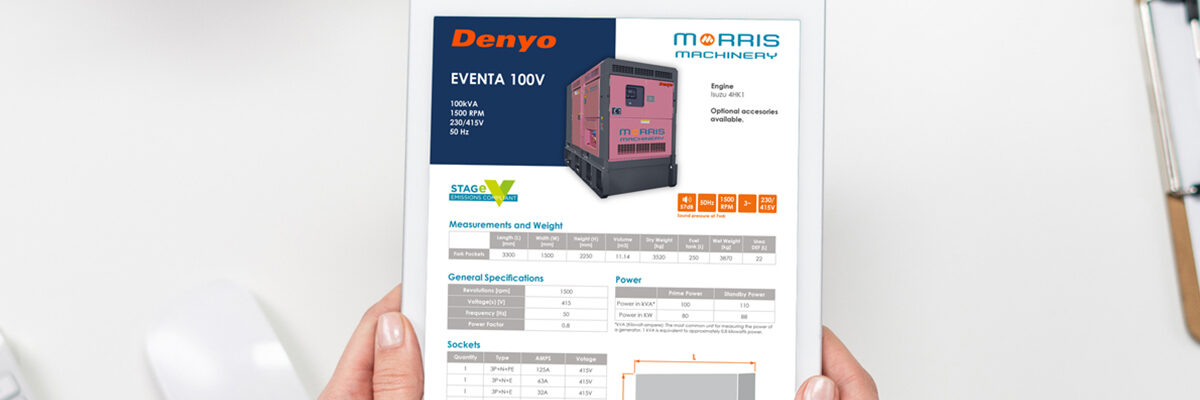 Denyo
MORRIS
MACHINERY
EVENTA 100V
100kVA
1500 RPM
230/415V
50 Hz
Engine
Isuzu 4HK1
Optional accesories
available.
Denyo
MORRIS
MACHINERY
STAGe V
EMISSIONS COMPLIANT
57dB
50Hz
1500
RPM
3~
230/
415V
Sound pressure at 7mtr
Measurements and Weight
Length (L) [mm] Width (W) [mm] Height (H) [mm] Volume [m3] Dry Weight [kg] Fuel tank [L] Wet Weight [kg] DEF [L]
Fork Pockets 3300 1500 2250 11.14 3520 250 3870 22
General Specifications
Revolutions [rpm] 1500
Voltage(s) [V] 415
Frequency [Hz] 50
Power Factor 0.8
Power
Prime Power Standby Power
Power in kVA* 100 110
Power in KW 80 88
*kVA (Kilovolt-ampere): The most common unit for measuring the power of
a generator. 1 kVA is equivalent to approximately 0.8 kilowatts power.
Sockets
Quantity Type AMPS Votage
1 3P+N+PE 125A 415V
1 3P+N+E 63A 415V
1 3P+N+E 32A 415V
L